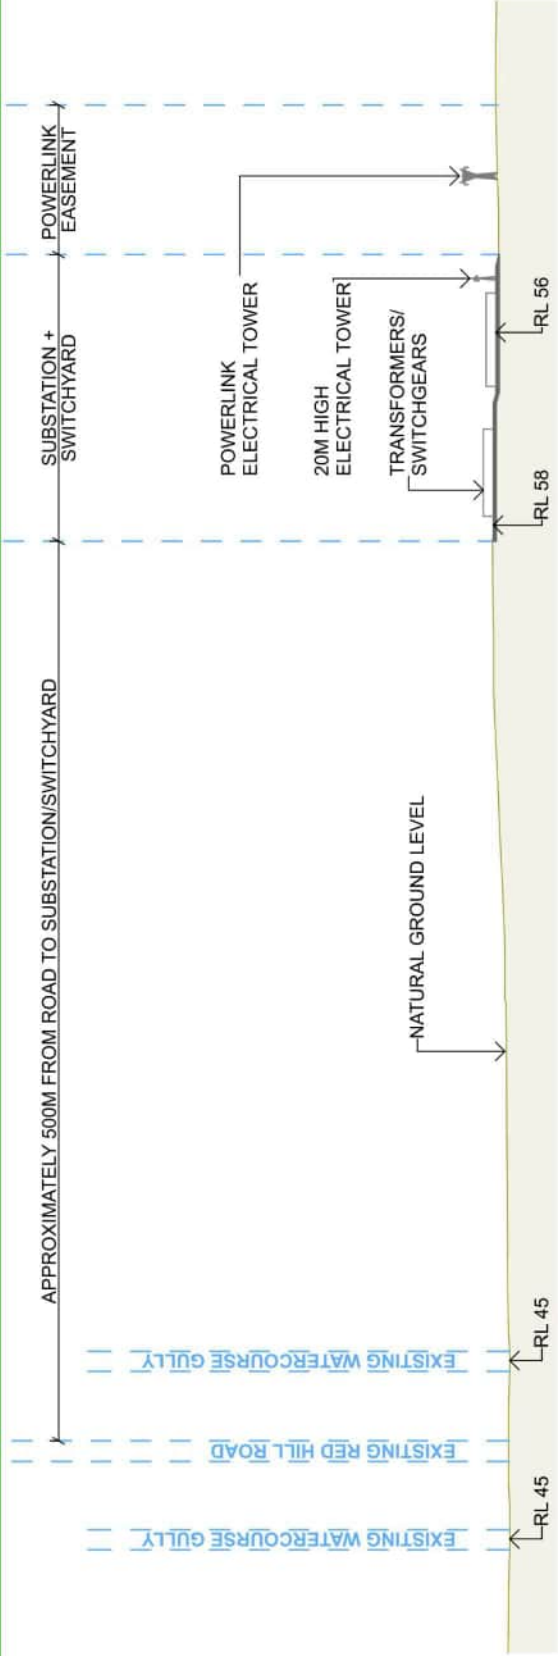 APPROXIMATELY 500M FROM ROAD TO SUBSTATION/SWITCHYARD
SUBSTATION +
SWITCHYARD
POWERLINK
EASEMENT
EXISTING WATERCOURSE GULLY
EXISTING RED HILL ROAD
EXISTING WATERCOURSE GULLY
NATURAL GROUND LEVEL
POWERLINK
ELECTRICAL TOWER
20M HIGH
ELECTRICAL TOWER
TRANSFORMERS/
SWITCHGEARS
RL 45
RL 45
RL 58
RL 56